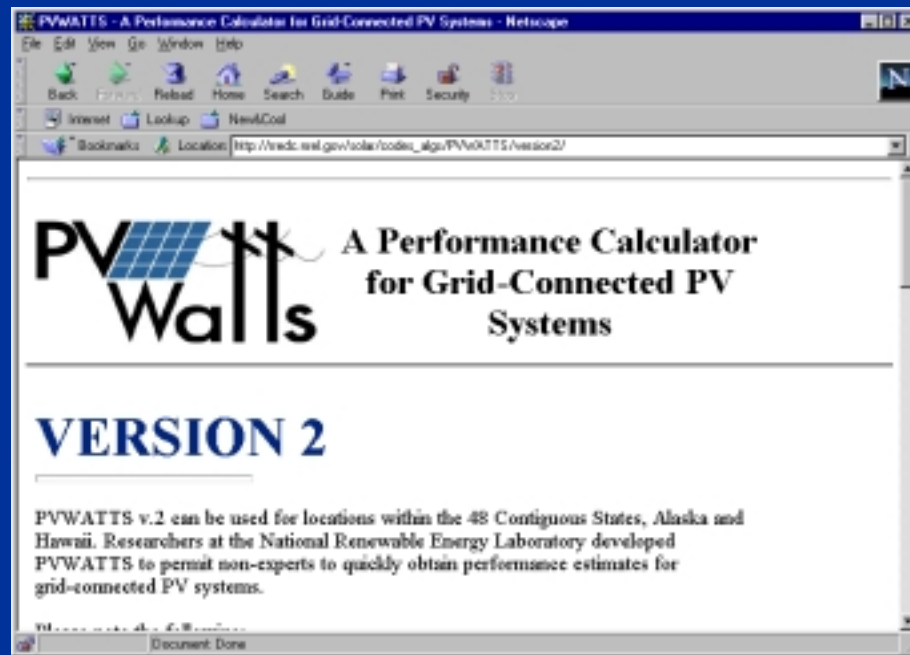 PVWATTS - A Performance Calculator for Grid-Connected PV Systems - Netscape
File Edit View Go Window Help
Back Forward Reload Home Search Guide Print Security Stop
Internet Lookup New&Cool
Bookmarks Location: http://rredc.nrel.gov/solar/codes_algs/PVWATTS/version2/
PV Watts
A Performance Calculator
for Grid-Connected PV
Systems
VERSION 2
PVWATTS v.2 can be used for locations within the 48 Contiguous States, Alaska and
Hawaii. Researchers at the National Renewable Energy Laboratory developed
PVWATTS to permit non-experts to quickly obtain performance estimates for
grid-connected PV systems.
Please note the following:
Document: Done